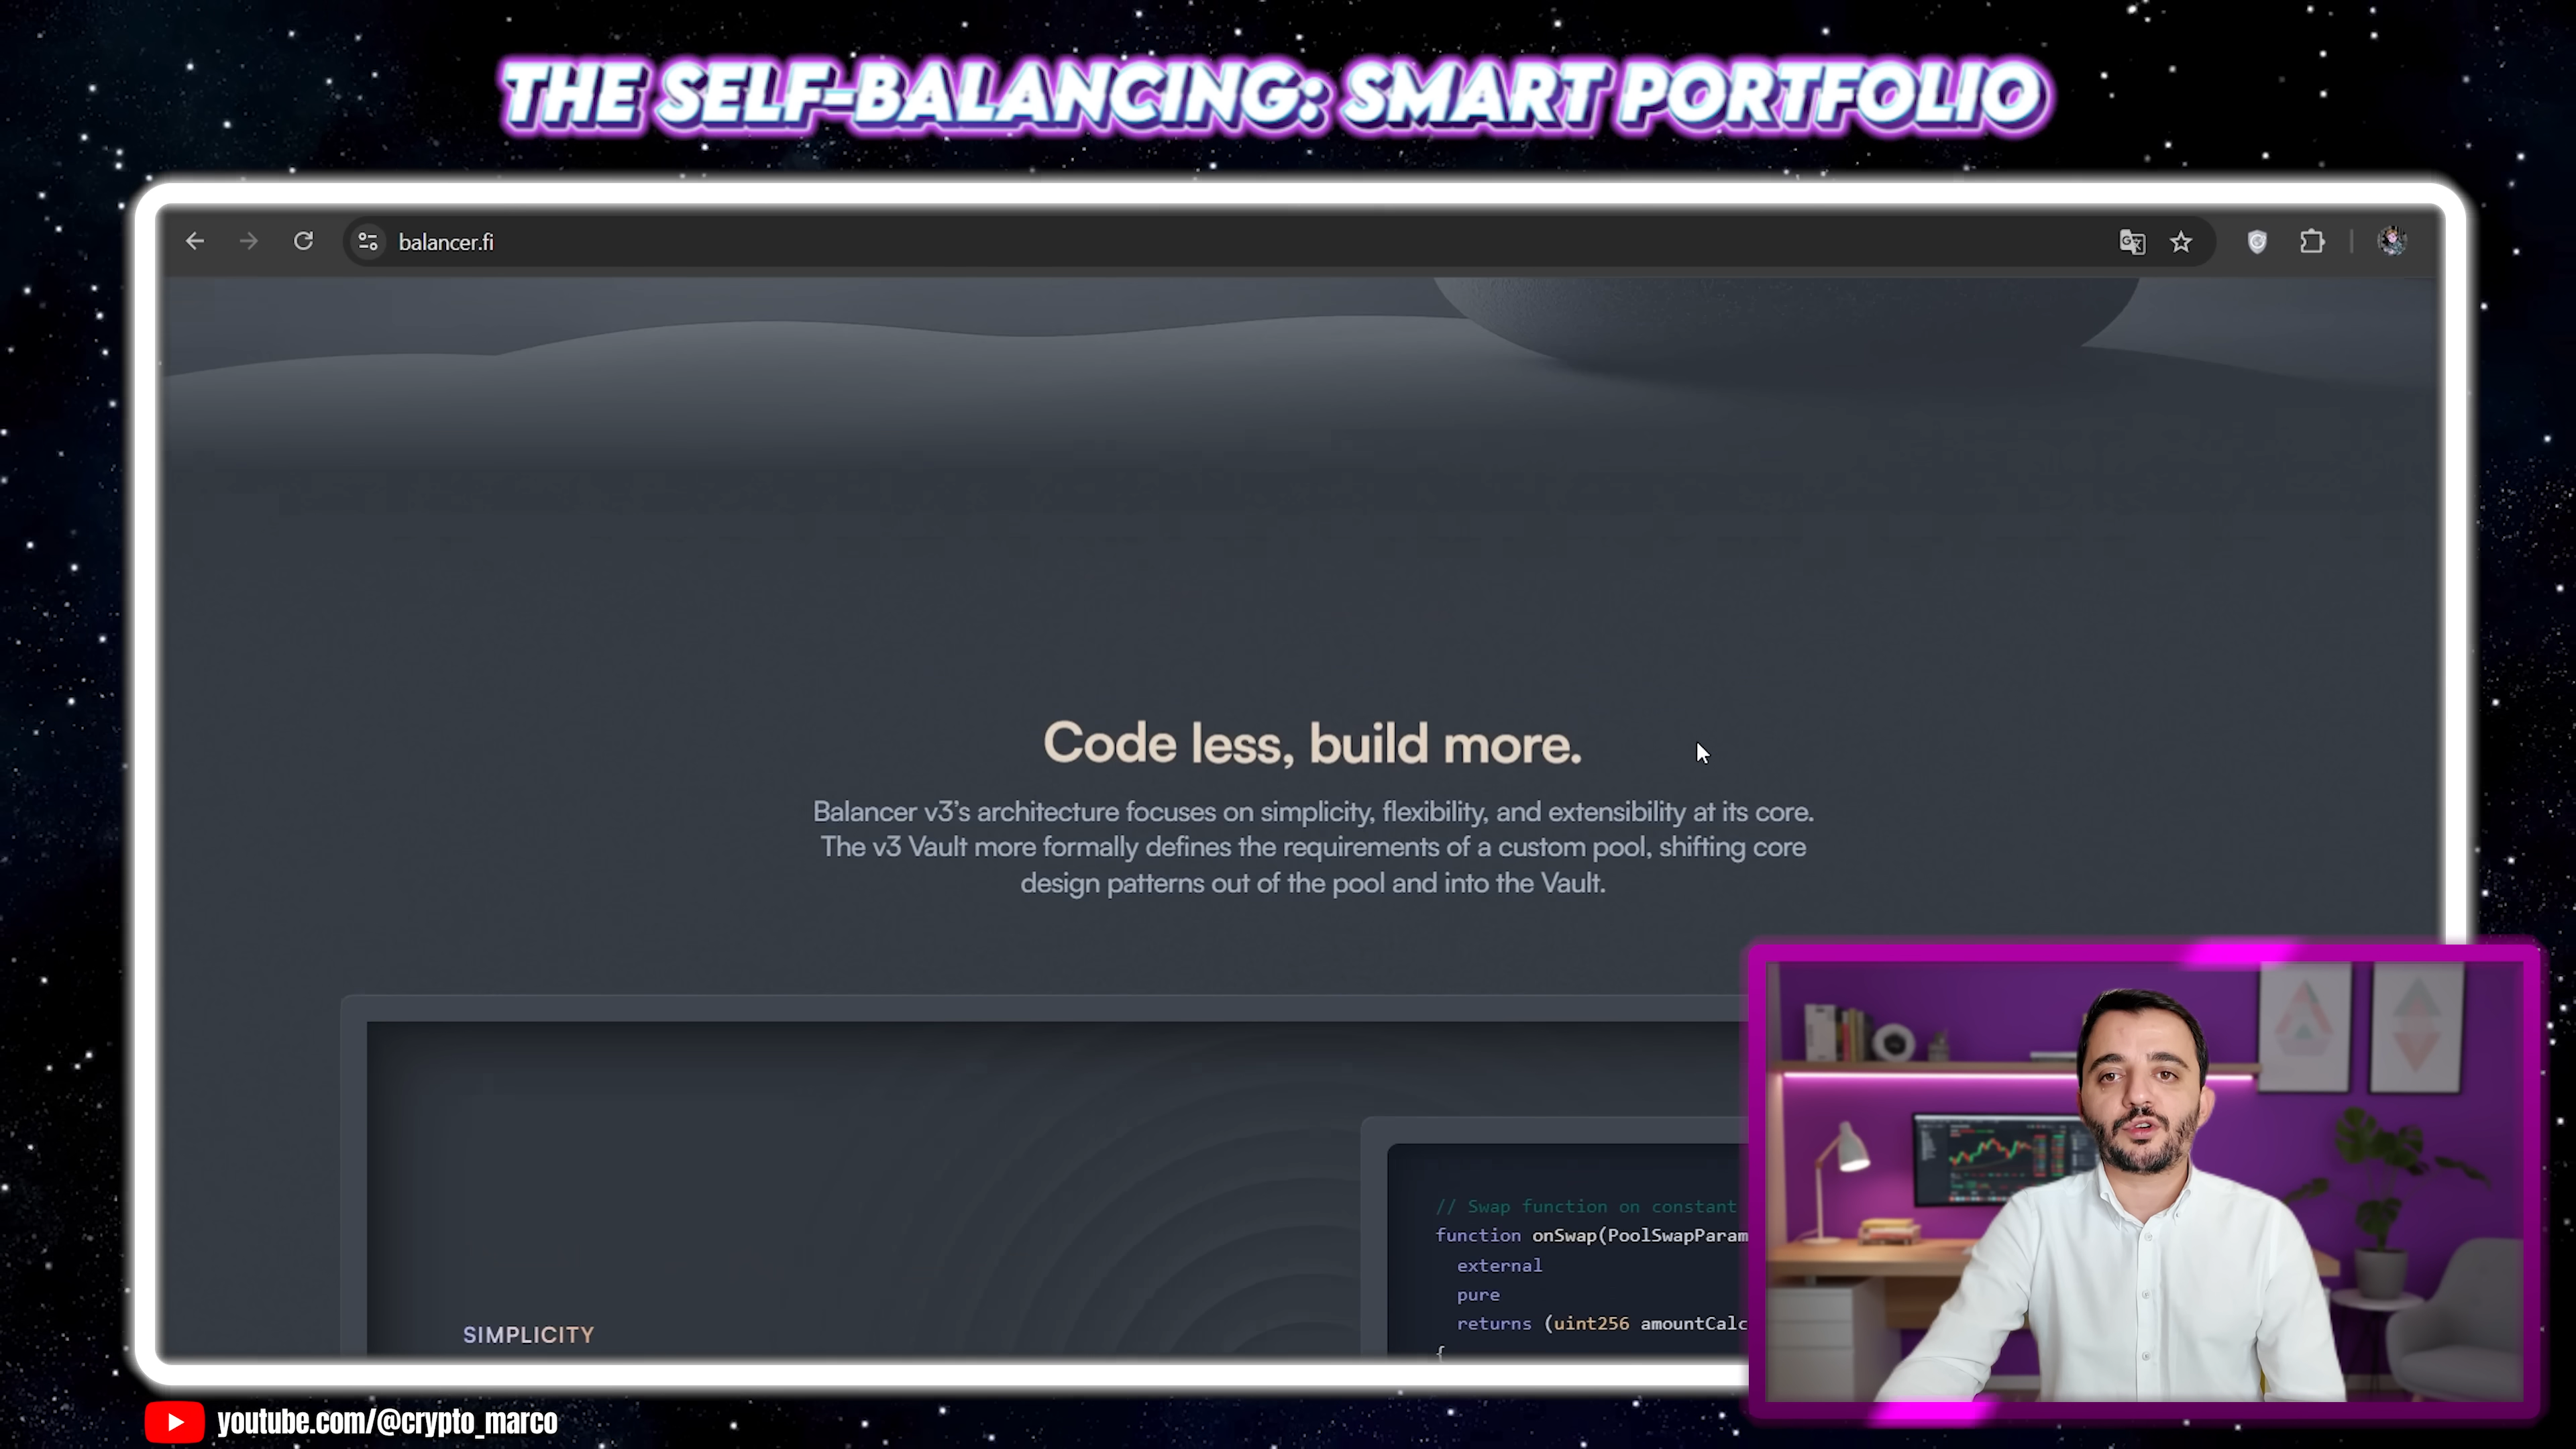 THE SELF-BALANCING: SMART PORTFOLIO
balancer.fi
Code less, build more.
Balancer v3's architecture focuses on simplicity, flexibility, and extensibility at its core.
The v3 Vault more formally defines the requirements of a custom pool, shifting core
design patterns out of the pool and into the Vault.
SIMPLICITY
// Swap function on constant
function onSwap(PoolSwapParam
external
pure
returns (uint256 amountCalc
{
youtube.com/@crypto_marco